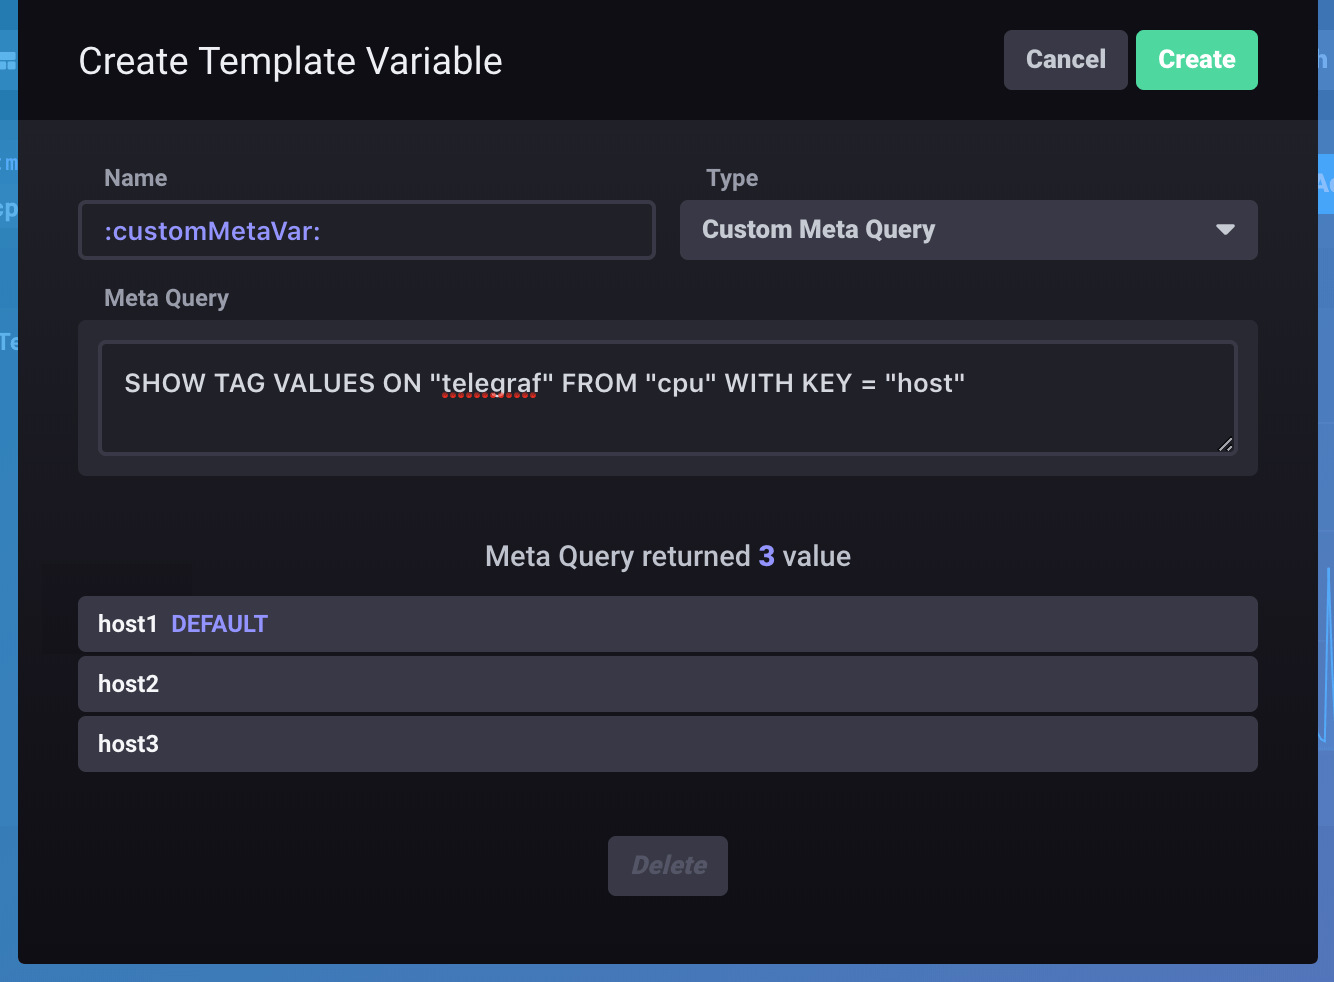 Create Template Variable
Cancel
Create
Name
Type
:customMetaVar:
Custom Meta Query
Meta Query
SHOW TAG VALUES ON "telegraf" FROM "cpu" WITH KEY = "host"
Meta Query returned 3 value
host1 DEFAULT
host2
host3
Delete